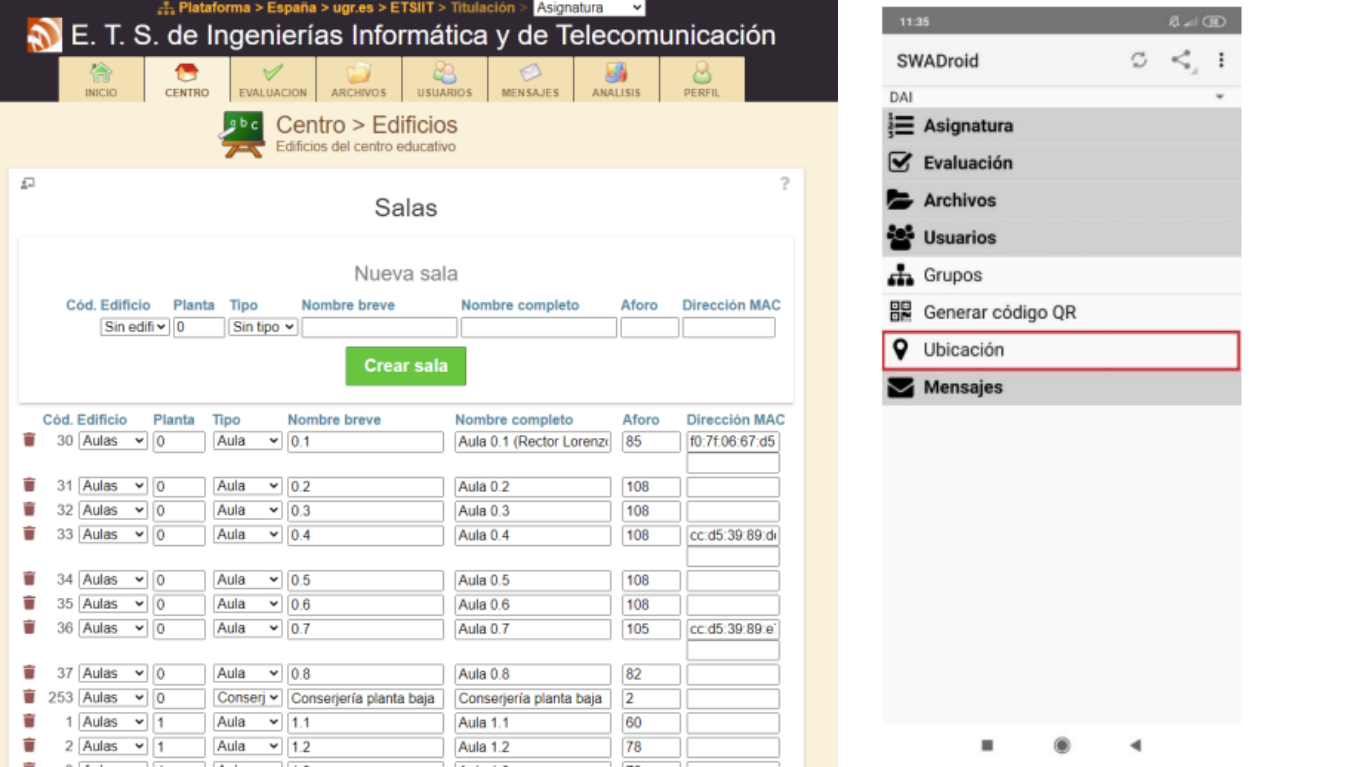 Plataforma > España > ugr.es > ETSIIT > Titulación > Asignatura
E. T. S. de Ingenierías Informática y de Telecomunicación
INICIO CENTRO EVALUACION ARCHIVOS USUARIOS MENSAJES ANALISIS PERFIL
abc
Centro > Edificios
Edificios del centro educativo
?
Salas
Nueva sala
Cód. Edificio Planta Tipo Nombre breve Nombre completo Aforo Dirección MAC
Sin edifi 0 Sin tipo
Crear sala
Cód. Edificio Planta Tipo Nombre breve Nombre completo Aforo Dirección MAC
30 Aulas 0 Aula 0.1 Aula 0.1 (Rector Lorenz 85 f0:7f:06:67:d5
31 Aulas 0 Aula 0.2 Aula 0.2 108
32 Aulas 0 Aula 0.3 Aula 0.3 108
33 Aulas 0 Aula 0.4 Aula 0.4 108 cc:d5:39:89:d
34 Aulas 0 Aula 0.5 Aula 0.5 108
35 Aulas 0 Aula 0.6 Aula 0.6 108
36 Aulas 0 Aula 0.7 Aula 0.7 105 cc:d5:39:89:e
37 Aulas 0 Aula 0.8 Aula 0.8 82
253 Aulas 0 Conserj Conserjería planta baja Conserjería planta baja 2
1 Aulas 1 Aula 1.1 Aula 1.1 60
2 Aulas 1 Aula 1.2 Aula 1.2 78
11:35
SWADroid
DAI
Asignatura
Evaluación
Archivos
Usuarios
Grupos
Generar código QR
Ubicación
Mensajes